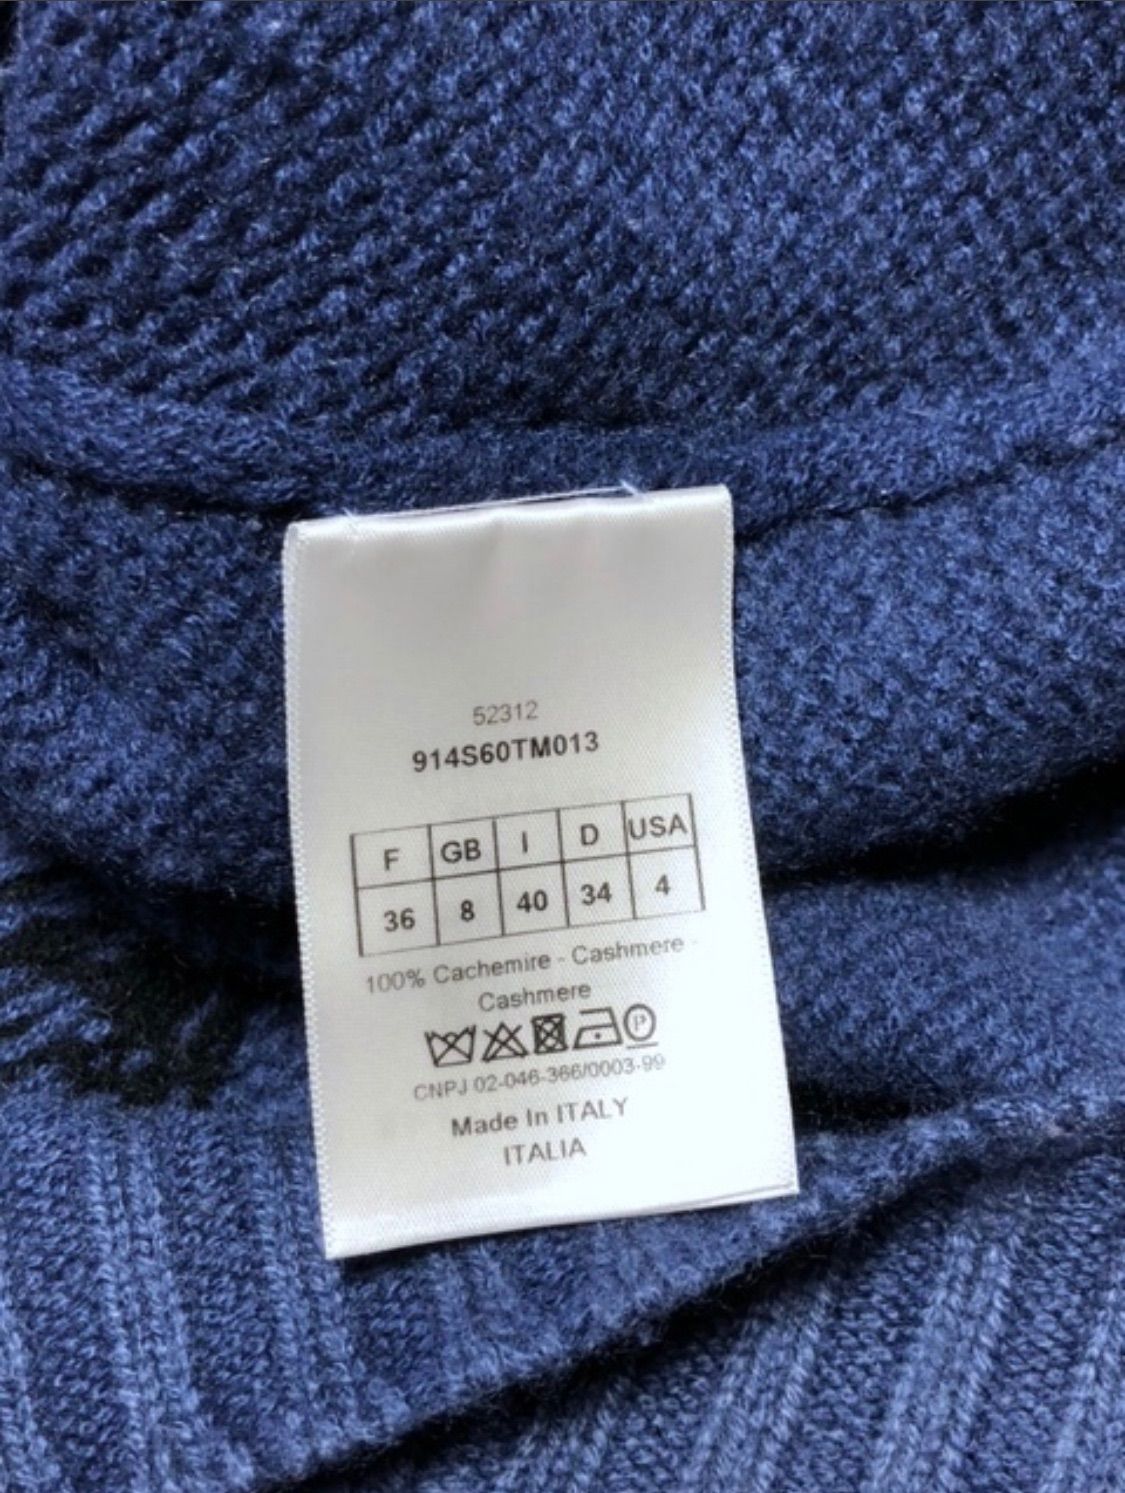 52312
914S60TM013
F GB I D USA
36 8 40 34 4
100% Cachemire - Cashmere -
Cashmere
P
CNPJ 02-046-366/0003-99
Made In ITALY
ITALIA